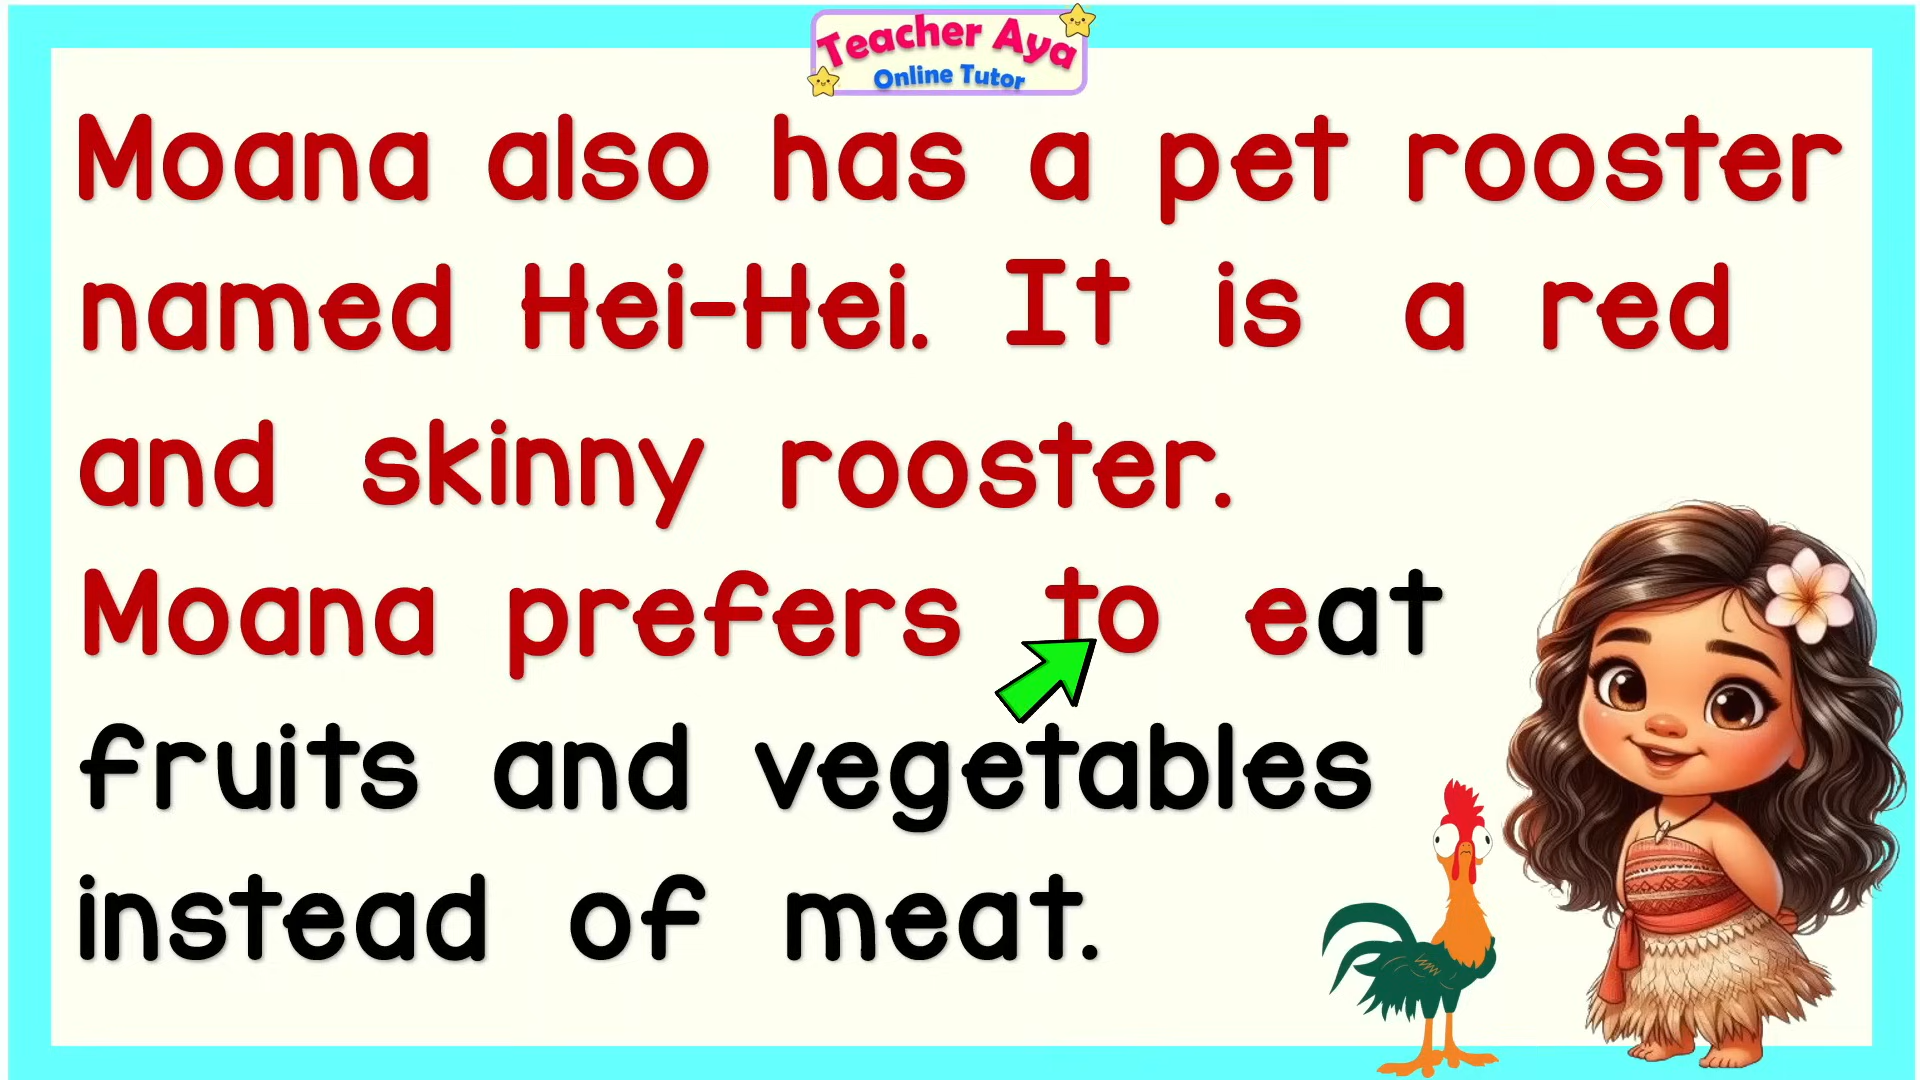 Teacher Aya
Online Tutor
Moana also has a pet rooster
named Hei-Hei. It is a red
and skinny rooster.
Moana prefers to eat
fruits and vegetables
instead of meat.